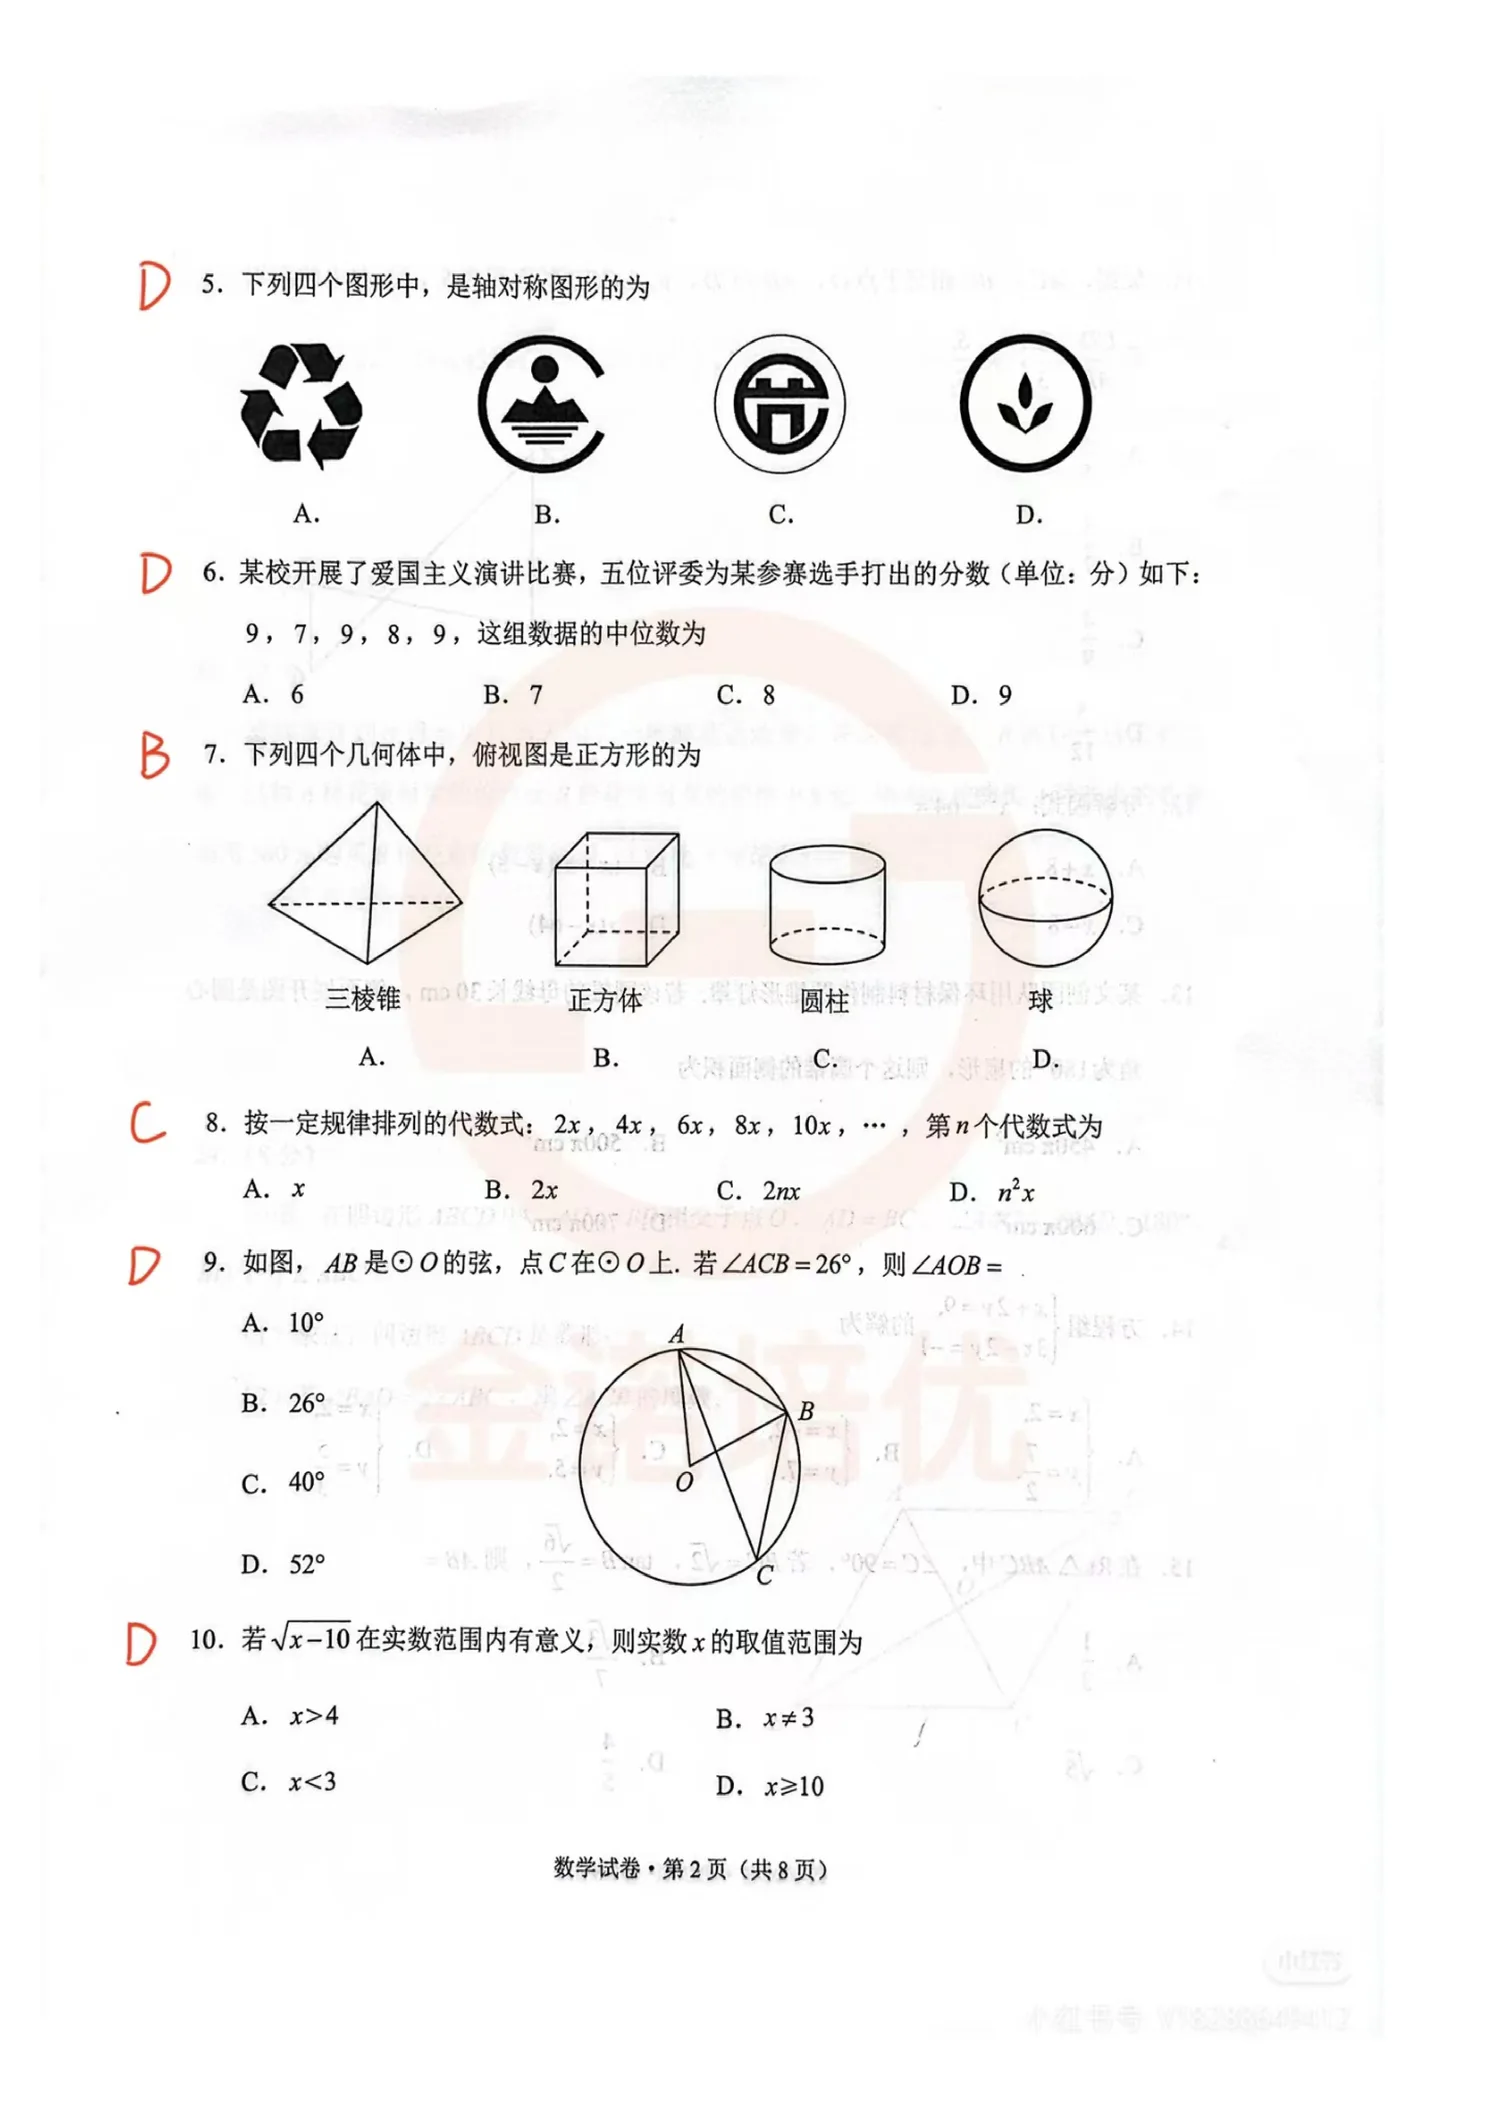 D 5. 下列四个图形中，是轴对称图形的为
A. B. C. D.
D 6. 某校开展了爱国主义演讲比赛，五位评委为某参赛选手打出的分数（单位：分）如下：
9，7，9，8，9，这组数据的中位数为
A. 6 B. 7 C. 8 D. 9
B 7. 下列四个几何体中，俯视图是正方形的为
三棱锥 正方体 圆柱 球
A. B. C. D.
C 8. 按一定规律排列的代数式：2x，4x，6x，8x，10x，…，第n个代数式为
A. x B. 2x C. 2nx D. n²x
D 9. 如图，AB是⊙O的弦，点C在⊙O上. 若∠ACB=26°，则∠AOB=
A. 10°
A
B. 26°
B
C. 40°
O
D. 52°
C
D 10. 若√x−10在实数范围内有意义，则实数x的取值范围为
A. x>4 B. x≠3
C. x<3 D. x≥10
数学试卷·第2页（共8页）
金诺培优